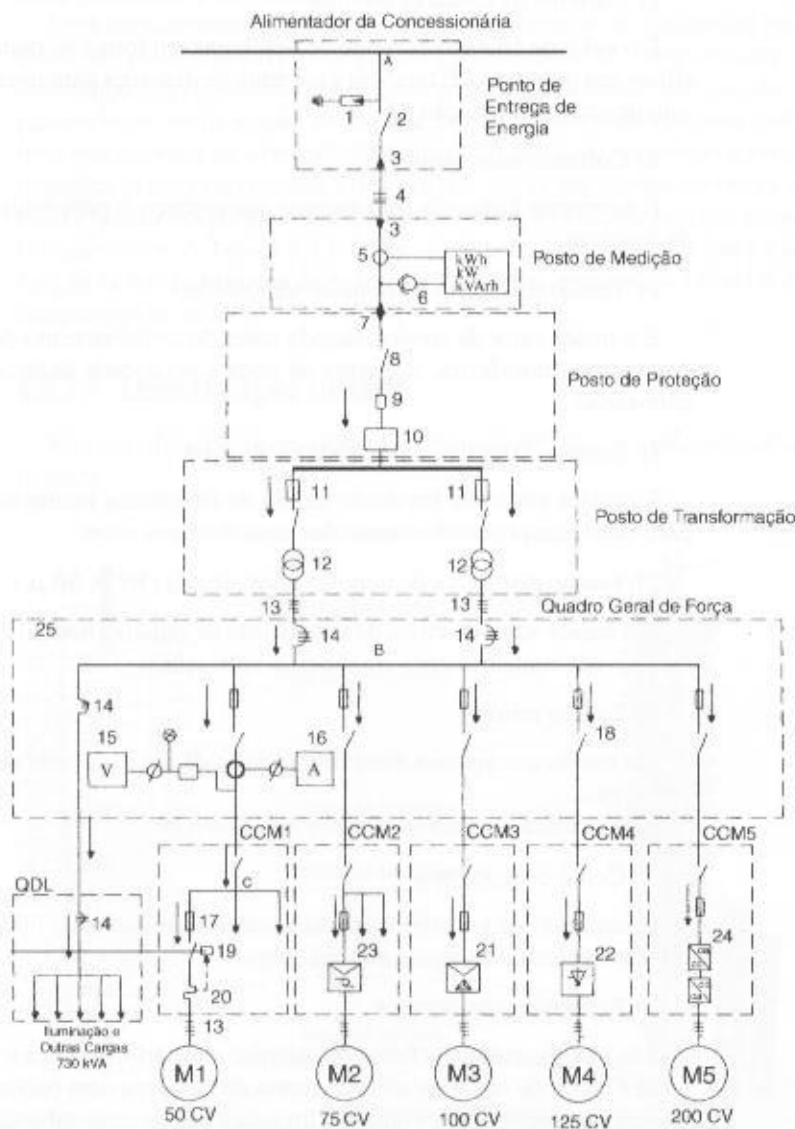 Alimentador da Concessionária
A
Ponto de
Entrega de
Energia
1
2
3
4
3
5
kWh
kW
kVArh
Posto de Medição
6
7
8
Posto de Proteção
9
10
11
11
Posto de Transformação
12
12
13
13
Quadro Geral de Força
25
14
14
B
14
15
16
18
V
A
CCM1
CCM2
CCM3
CCM4
CCM5
QDL
C
14
17
19
23
21
22
24
20
Iluminação e
Outras Cargas
730 kVA
13
M1
M2
M3
M4
M5
50 CV
75 CV
100 CV
125 CV
200 CV